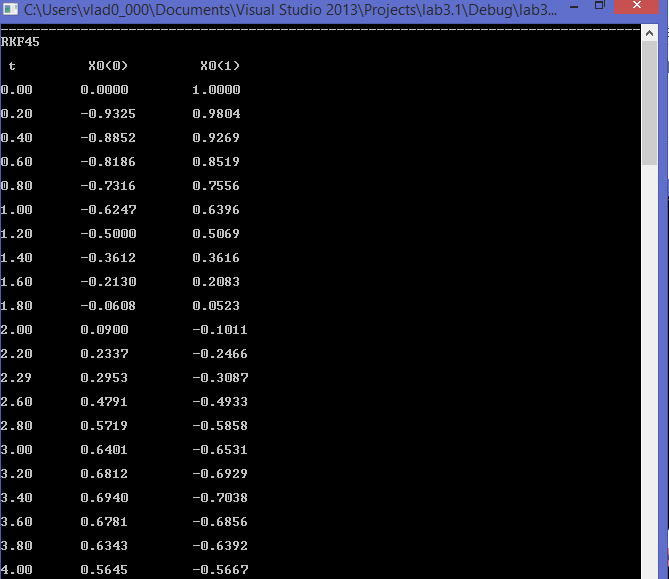 C:\Users\vlad0_000\Documents\Visual Studio 2013\Projects\lab3.1\Debug\lab3...
RKF45
t X0(0) X0(1)
0.00 0.0000 1.0000
0.20 -0.9325 0.9804
0.40 -0.8852 0.9269
0.60 -0.8186 0.8519
0.80 -0.7316 0.7556
1.00 -0.6247 0.6396
1.20 -0.5000 0.5069
1.40 -0.3612 0.3616
1.60 -0.2130 0.2083
1.80 -0.0608 0.0523
2.00 0.0900 -0.1011
2.20 0.2337 -0.2466
2.29 0.2953 -0.3087
2.60 0.4791 -0.4933
2.80 0.5719 -0.5858
3.00 0.6401 -0.6531
3.20 0.6812 -0.6929
3.40 0.6940 -0.7038
3.60 0.6781 -0.6856
3.80 0.6343 -0.6392
4.00 0.5645 -0.5667